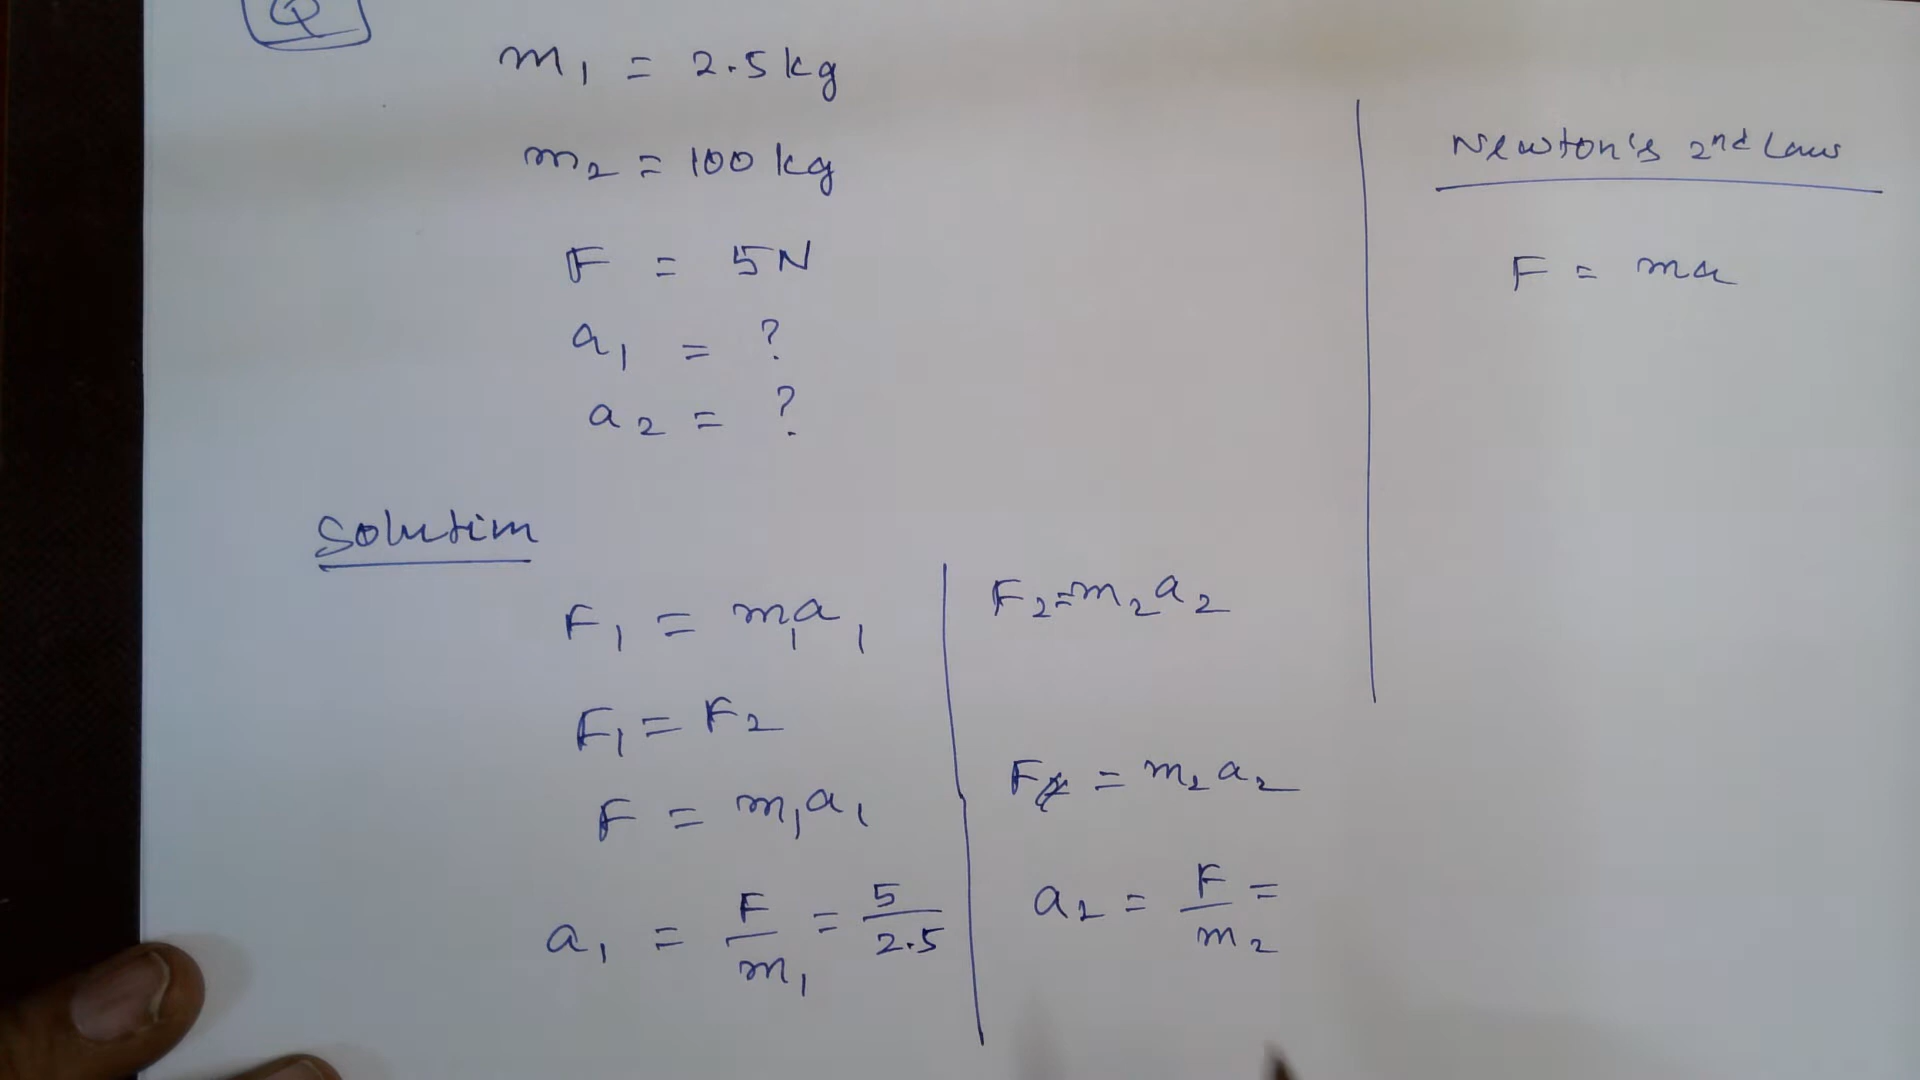 Q
m₁ = 2.5 kg
m₂ = 100 kg
F = 5N
a₁ = ?
a₂ = ?
Newton's 2nd Law
F = ma
Solution
F₁ = m₁a₁
F₁ = F₂
F = m₁a₁
a₁ = F/m₁ = 5/2.5
F₂ = m₂a₂
F = m₂a₂
a₂ = F/m₂ =